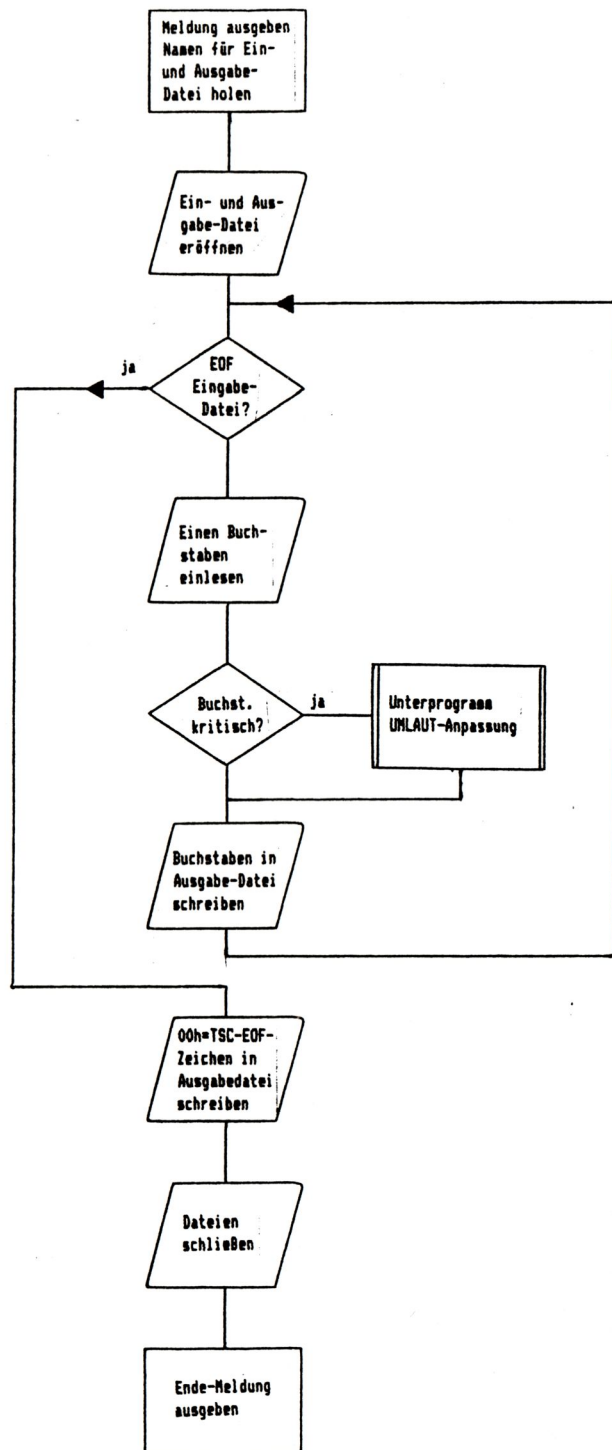 Meldung ausgeben
Namen für Ein-
und Ausgabe-
Datei holen
Ein- und Aus-
gabe-Datei
eröffnen
ja
EOF
Eingabe-
Datei?
Einen Buch-
staben
einlesen
Buchst.
kritisch?
ja
Unterprogramm
UMLAUT-Anpassung
Buchstaben in
Ausgabe-Datei
schreiben
00h=TSC-EOF-
Zeichen in
Ausgabedatei
schreiben
Dateien
schließen
Ende-Meldung
ausgeben